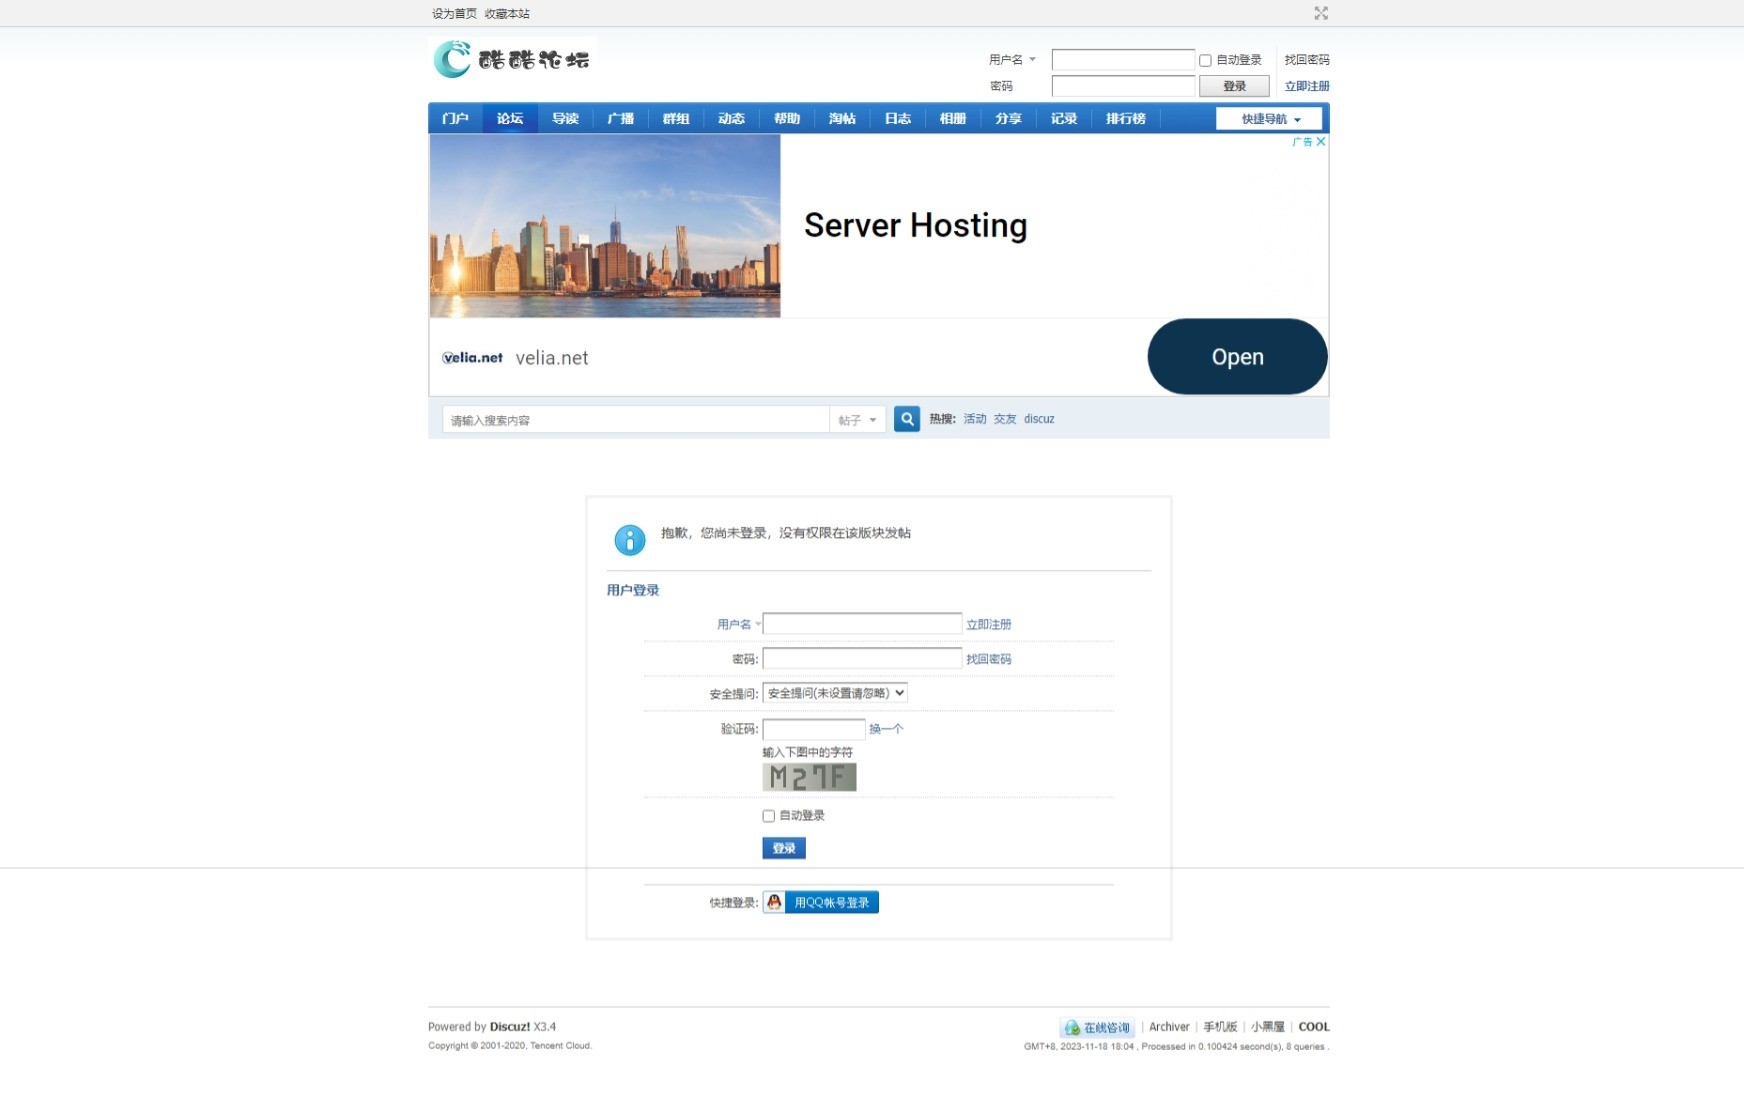 设为首页 收藏本站
酷酷论坛
用户名 自动登录 找回密码
密码 登录 立即注册
门户 论坛 导读 广播 群组 动态 帮助 淘帖 日志 相册 分享 记录 排行榜 快捷导航
广告
Server Hosting
velia.net velia.net Open
请输入搜索内容 帖子 热搜: 活动 交友 discuz
抱歉，您尚未登录，没有权限在该版块发帖
用户登录
用户名 立即注册
密码: 找回密码
安全提问: 安全提问(未设置请忽略)
验证码: 换一个
输入下图中的字符
M27F
自动登录
登录
快捷登录: 用QQ帐号登录
Powered by Discuz! X3.4 在线咨询 | Archiver | 手机版 | 小黑屋 | COOL
Copyright © 2001-2020, Tencent Cloud. GMT+8, 2023-11-18 18:04 , Processed in 0.100424 second(s), 8 queries .